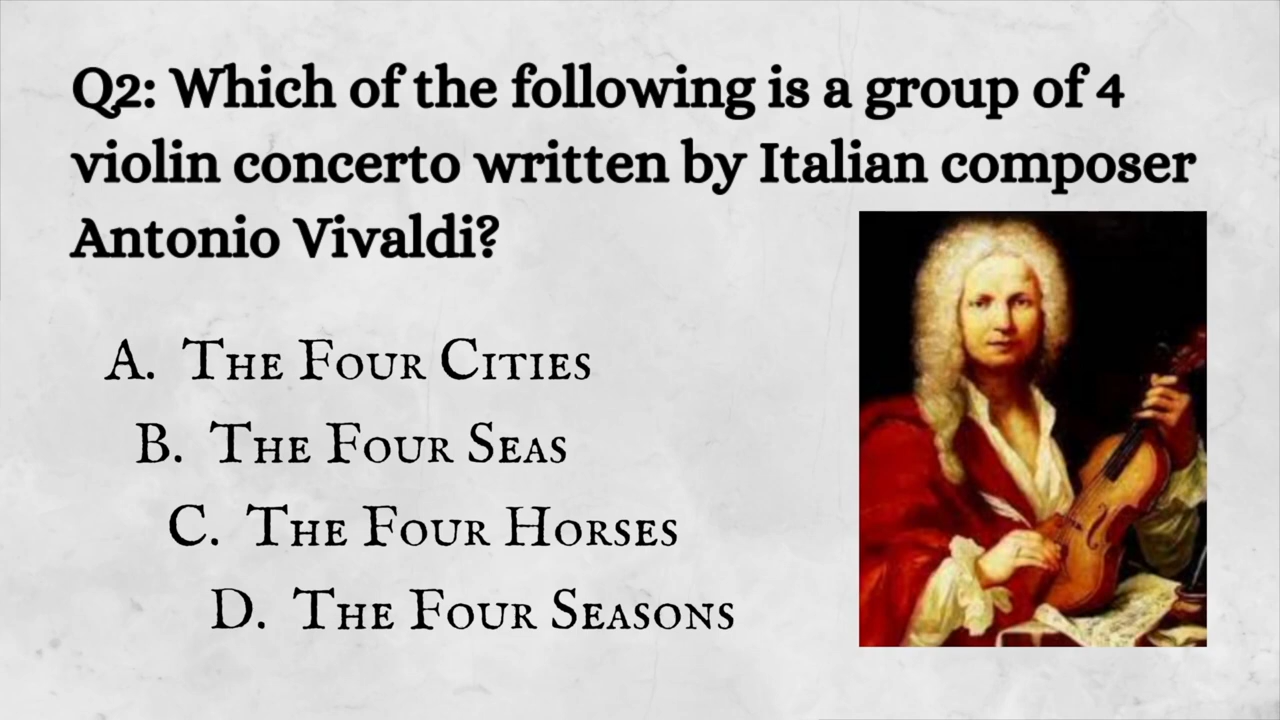 Q2: Which of the following is a group of 4
violin concerto written by Italian composer
Antonio Vivaldi?
A. The Four Cities
B. The Four Seas
C. The Four Horses
D. The Four Seasons